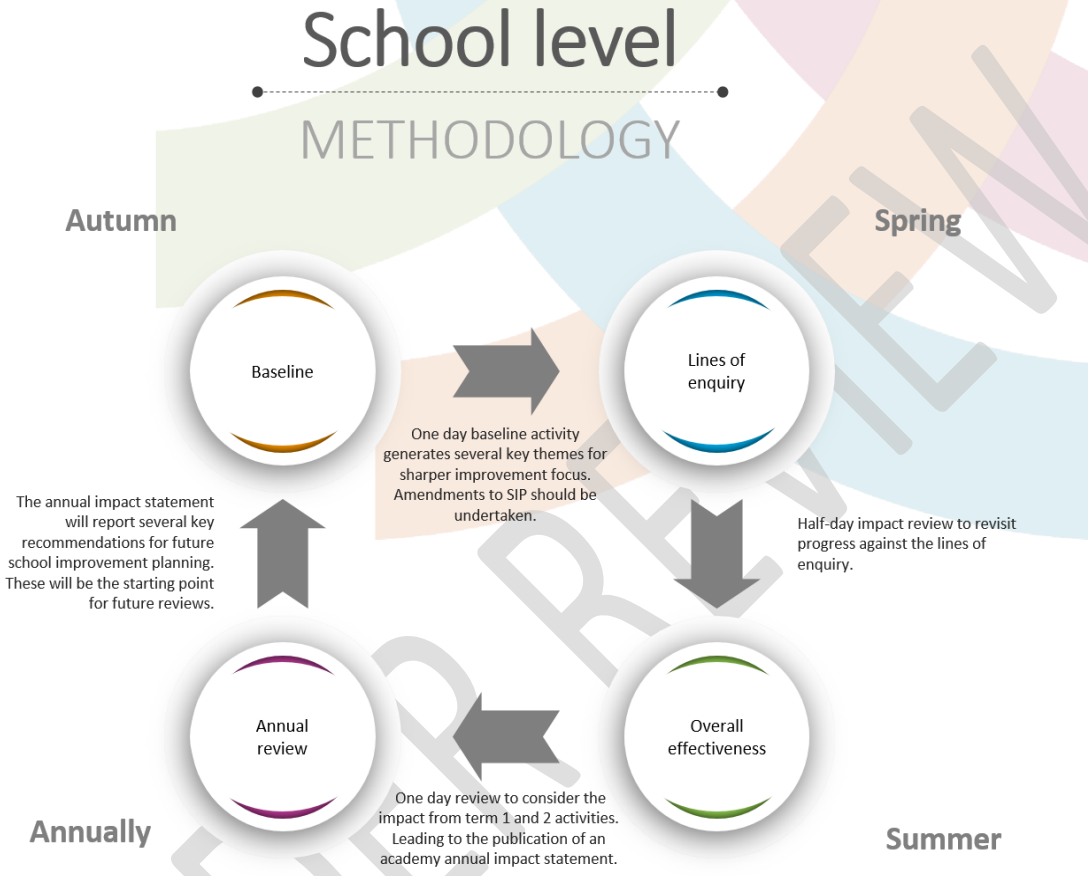 School level
METHODOLOGY
Autumn
Spring
Baseline
Lines of
enquiry
One day baseline activity
generates several key themes for
sharper improvement focus.
Amendments to SIP should be
undertaken.
The annual impact statement
will report several key
recommendations for future
school improvement planning.
These will be the starting point
for future reviews.
Half-day impact review to revisit
progress against the lines of
enquiry.
Annual
review
Overall
effectiveness
One day review to consider the
impact from term 1 and 2 activities.
Leading to the publication of an
academy annual impact statement.
Annually
Summer
REVIEW